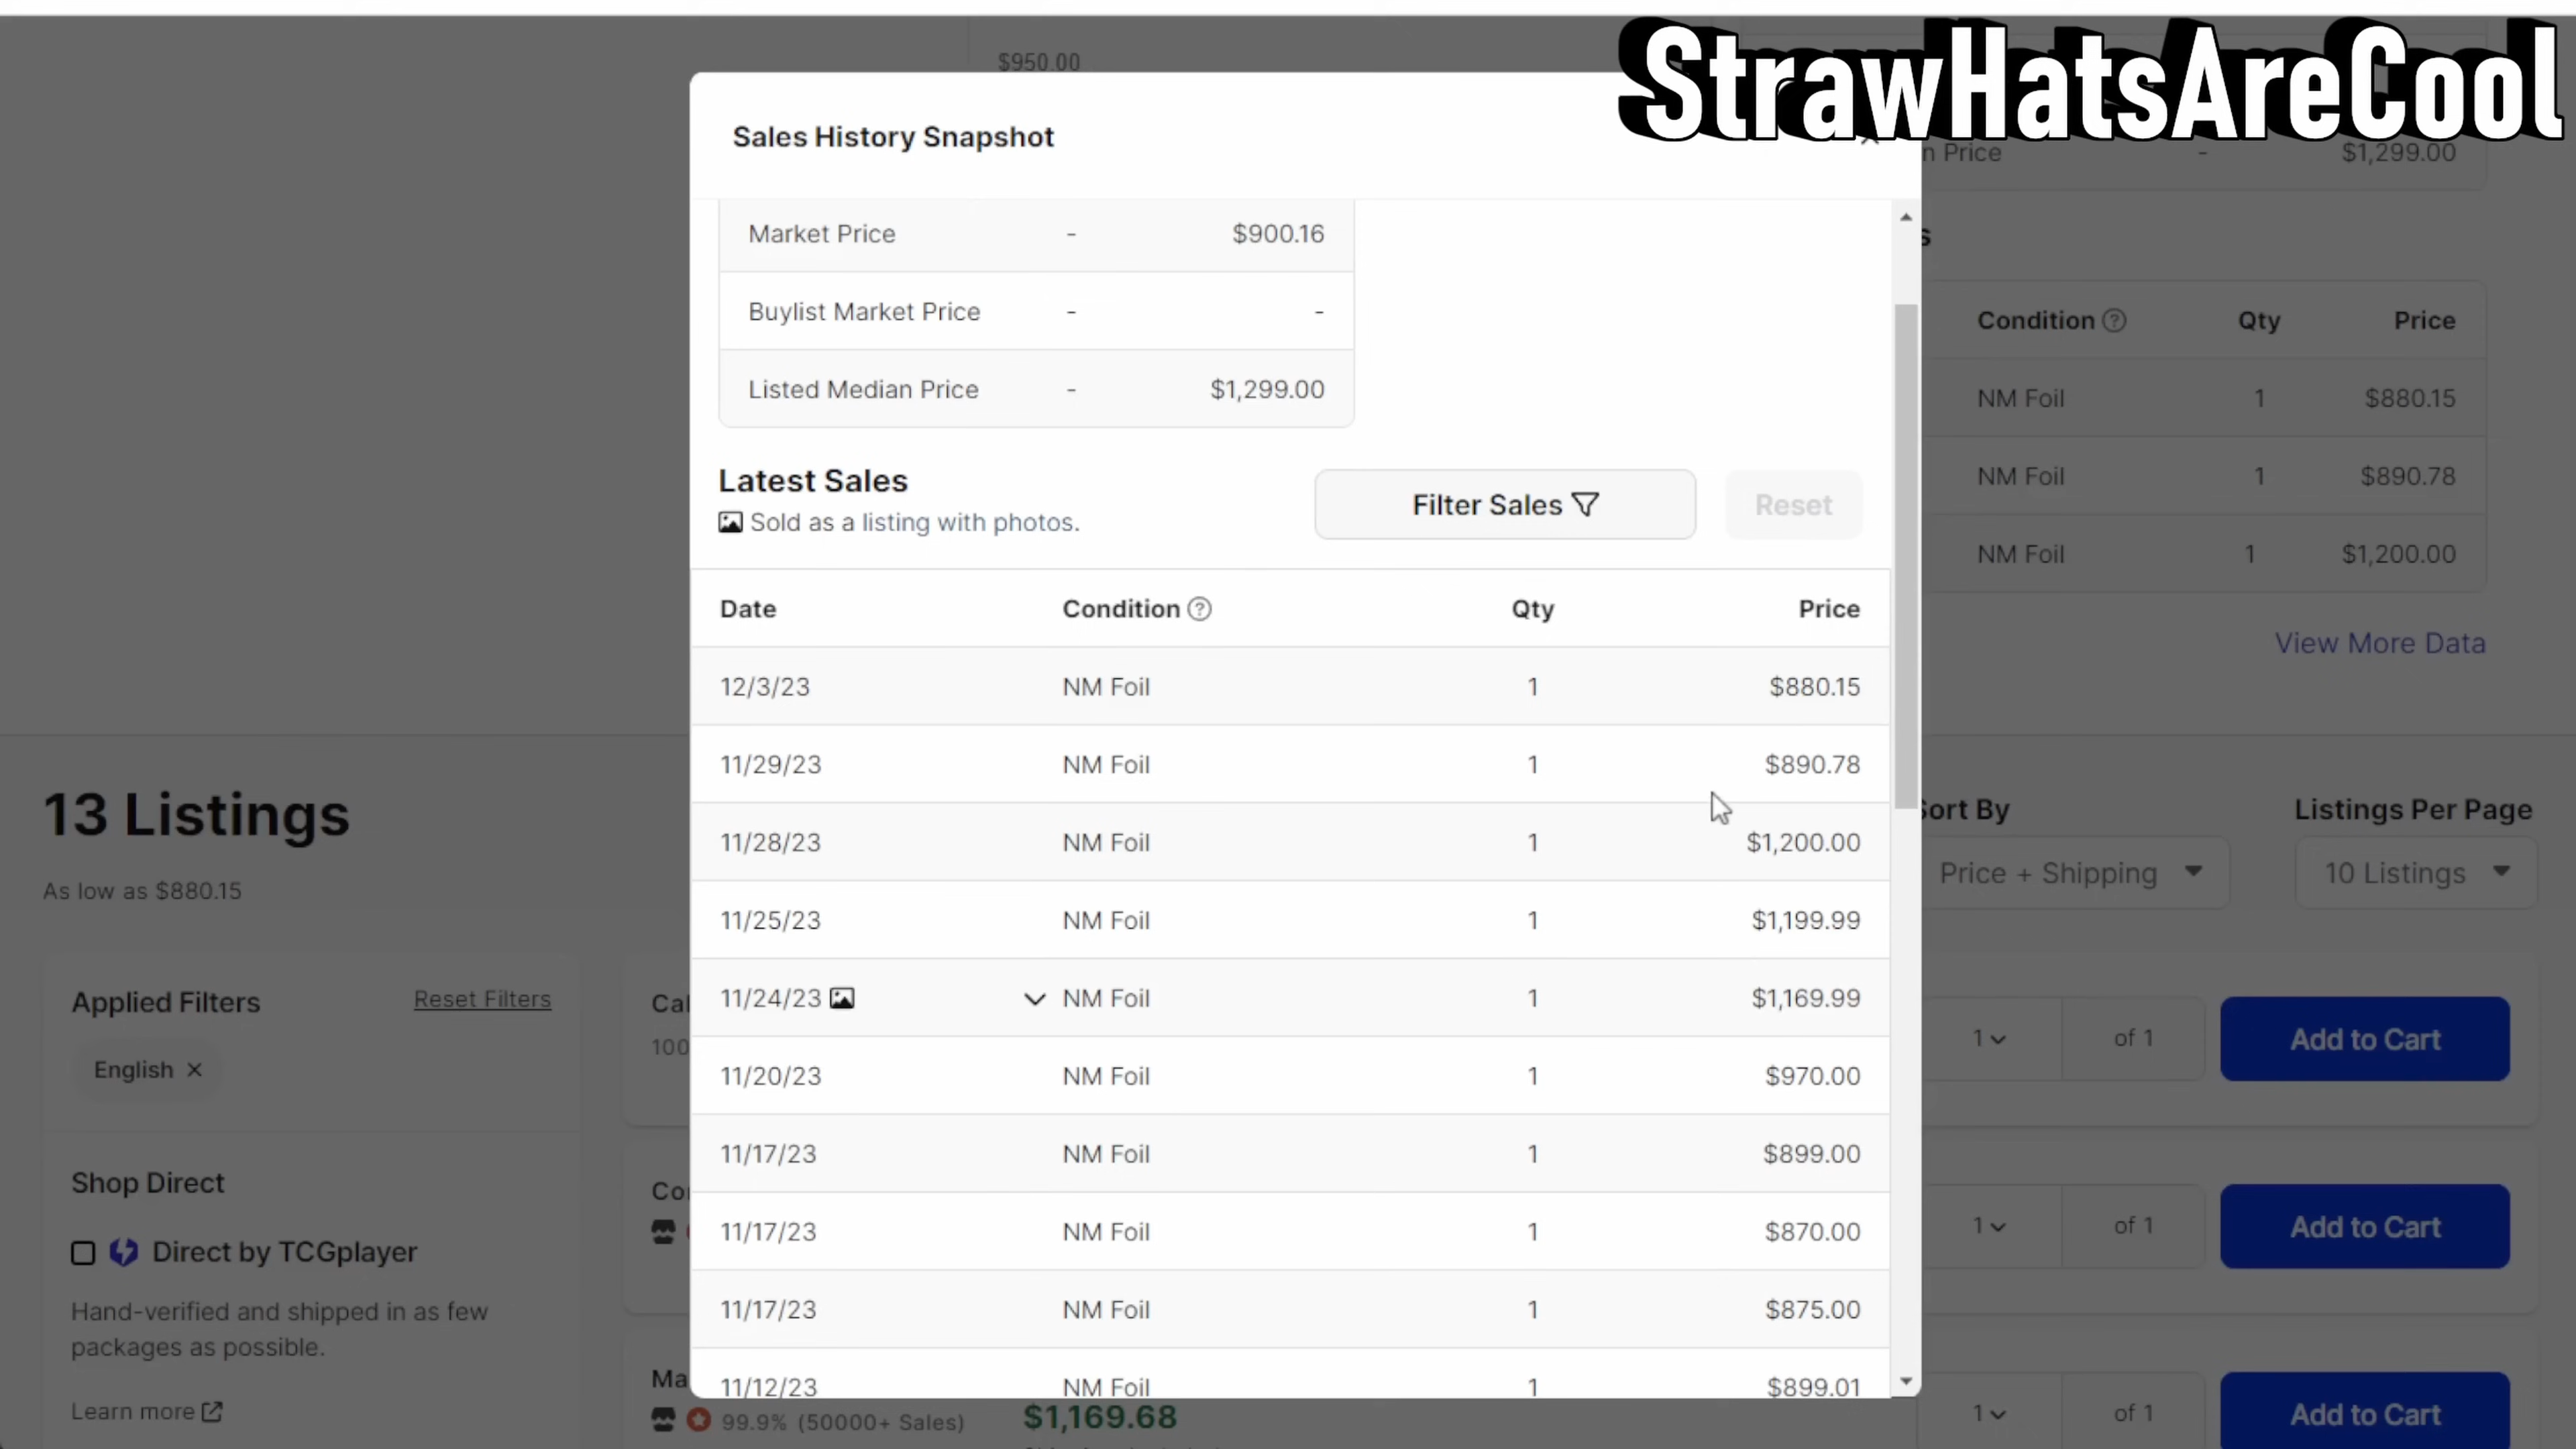 StrawHatsAreCool
$950.00
Sales History Snapshot
n Price - $1,299.00
Market Price - $900.16
Buylist Market Price - -
Listed Median Price - $1,299.00
Latest Sales
Sold as a listing with photos.
Filter Sales
Reset
Date Condition Qty Price
12/3/23 NM Foil 1 $880.15
11/29/23 NM Foil 1 $890.78
11/28/23 NM Foil 1 $1,200.00
11/25/23 NM Foil 1 $1,199.99
11/24/23 NM Foil 1 $1,169.99
11/20/23 NM Foil 1 $970.00
11/17/23 NM Foil 1 $899.00
11/17/23 NM Foil 1 $870.00
11/17/23 NM Foil 1 $875.00
11/12/23 NM Foil 1 $899.01
s
Condition Qty Price
NM Foil 1 $880.15
NM Foil 1 $890.78
NM Foil 1 $1,200.00
View More Data
13 Listings
As low as $880.15
Sort By
Price + Shipping
Listings Per Page
10 Listings
Applied Filters
Reset Filters
English
Shop Direct
Direct by TCGplayer
Hand-verified and shipped in as few
packages as possible.
Learn more
Cal
100
1 of 1 Add to Cart
Co
1 of 1 Add to Cart
Ma
99.9% (50000+ Sales)
$1,169.68
1 of 1 Add to Cart